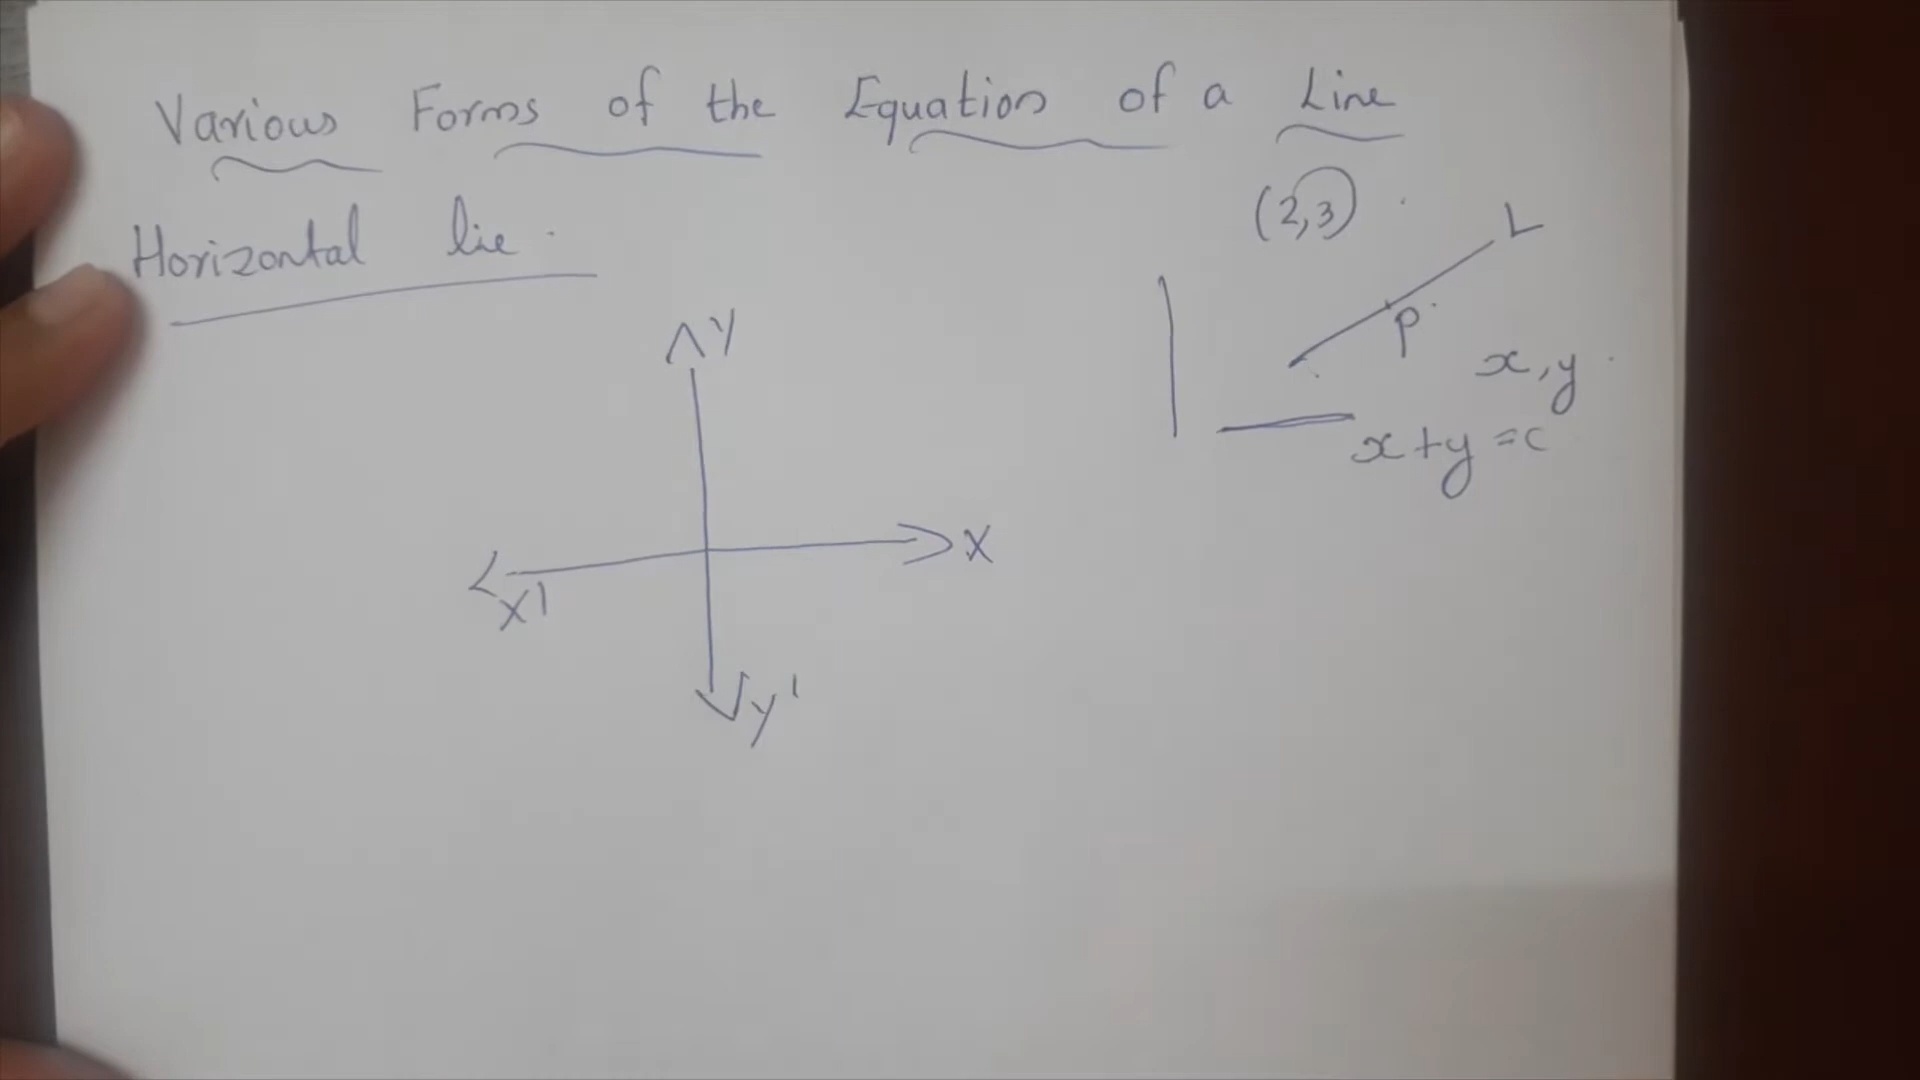 Various Forms of the Equation of a Line
Horizontal lie.
(2,3)
L
P
x,y
x+y=c
Y
X
X'
y'